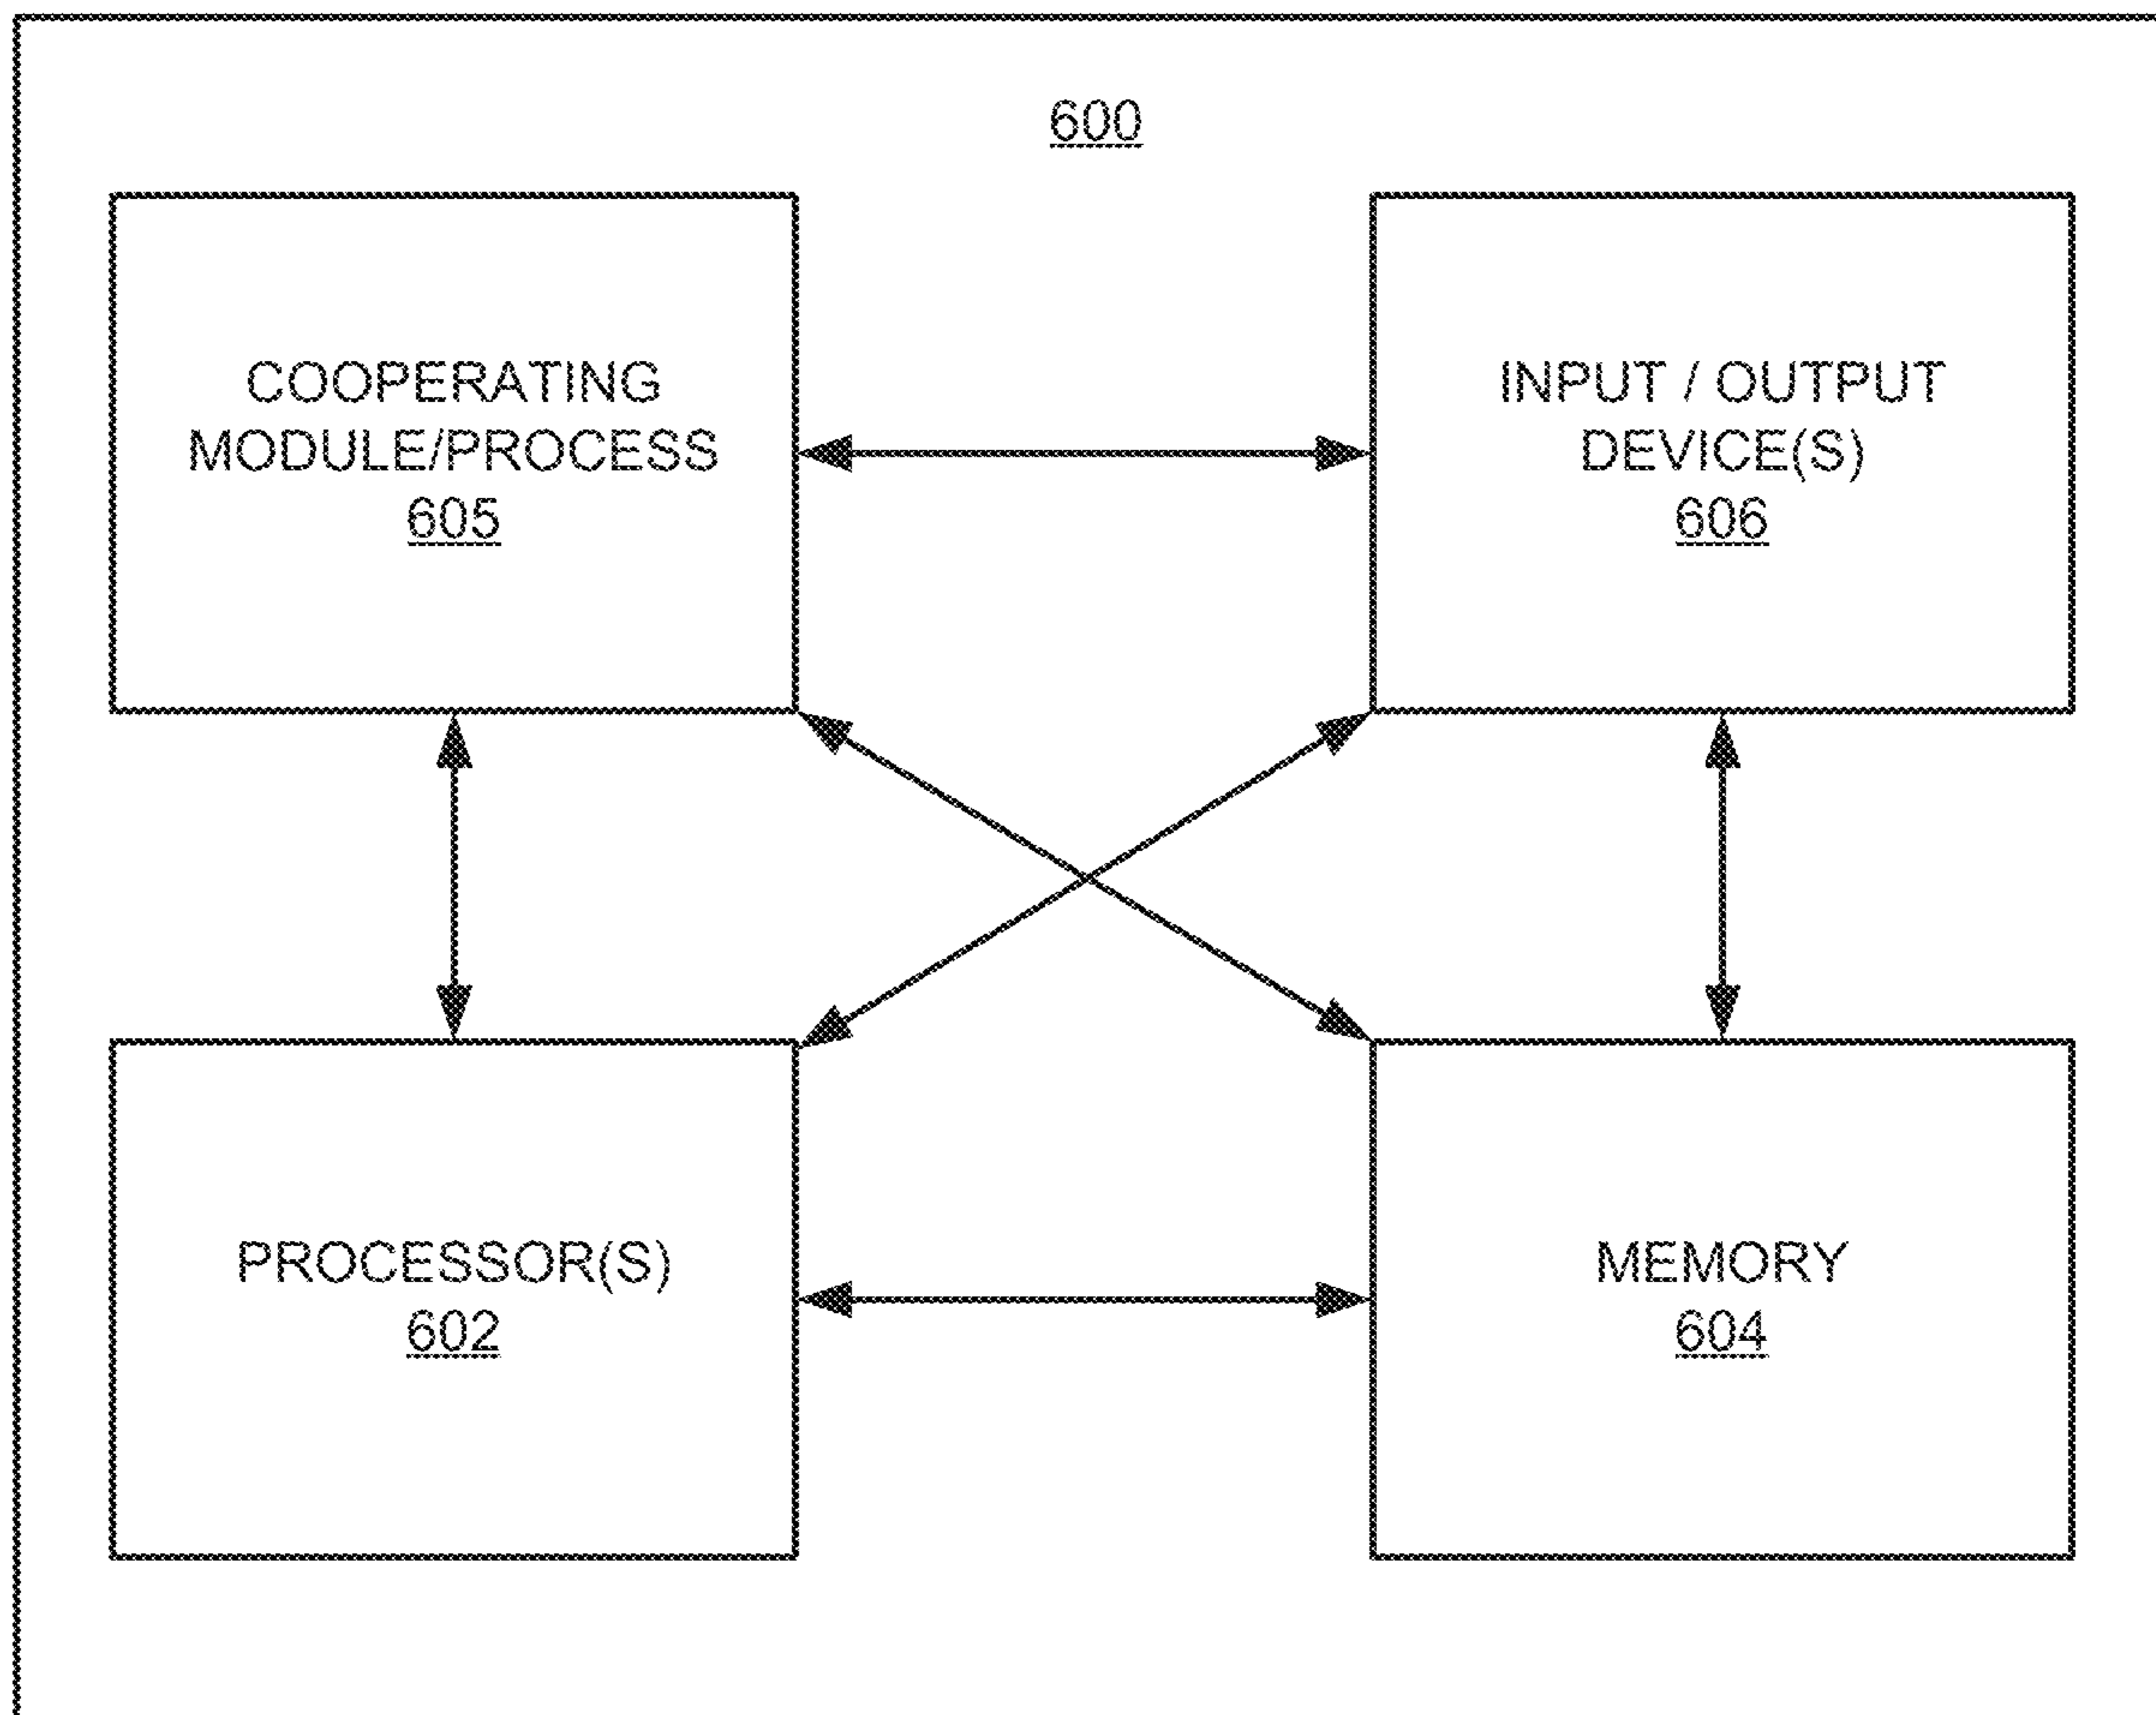 600
COOPERATING
MODULE/PROCESS
605
INPUT / OUTPUT
DEVICE(S)
606
PROCESSOR(S)
602
MEMORY
604